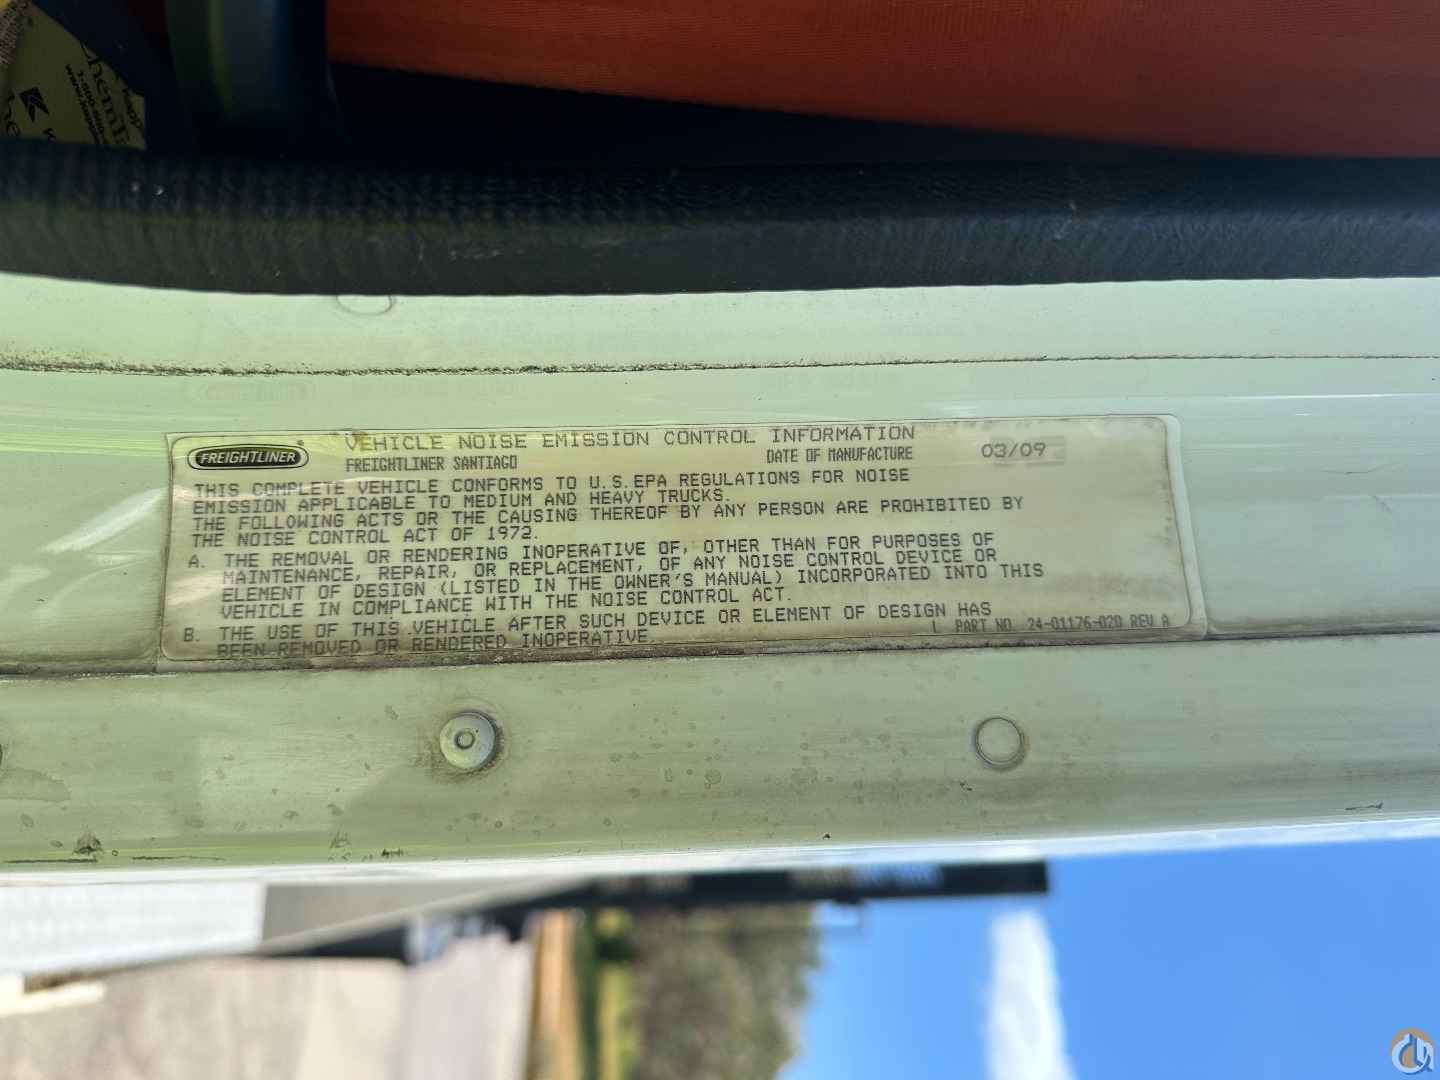 FREIGHTLINER
VEHICLE NOISE EMISSION CONTROL INFORMATION
FREIGHTLINER SANTIAGO DATE OF MANUFACTURE 03/09
THIS COMPLETE VEHICLE CONFORMS TO U.S.EPA REGULATIONS FOR NOISE
EMISSION APPLICABLE TO MEDIUM AND HEAVY TRUCKS.
THE FOLLOWING ACTS OR THE CAUSING THEREOF BY ANY PERSON ARE PROHIBITED BY
THE NOISE CONTROL ACT OF 1972.
A. THE REMOVAL OR RENDERING INOPERATIVE OF, OTHER THAN FOR PURPOSES OF
MAINTENANCE, REPAIR, OR REPLACEMENT, OF ANY NOISE CONTROL DEVICE OR
ELEMENT OF DESIGN (LISTED IN THE OWNER'S MANUAL) INCORPORATED INTO THIS
VEHICLE IN COMPLIANCE WITH THE NOISE CONTROL ACT.
B. THE USE OF THIS VEHICLE AFTER SUCH DEVICE OR ELEMENT OF DESIGN HAS
BEEN REMOVED OR RENDERED INOPERATIVE.
L PART NO. 24-01176-020 REV A